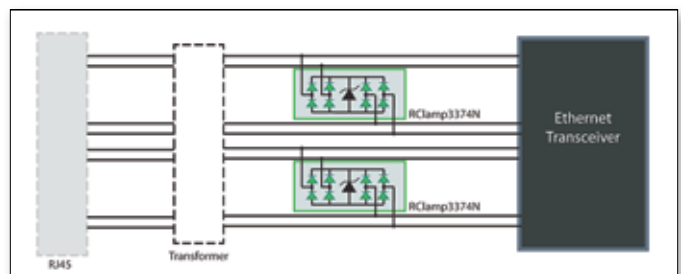 RClamp3374N
Ethernet
Transceiver
RClamp3374N
Transformer
RJ45